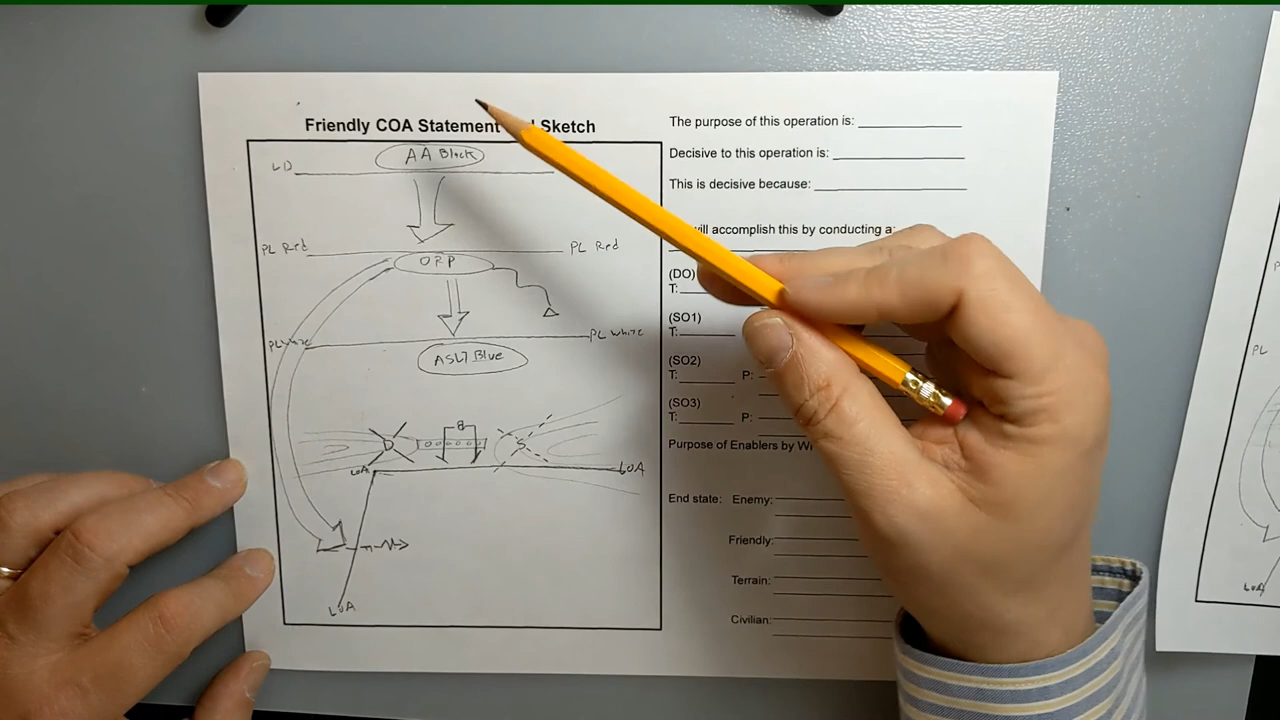 Friendly COA Statement Sketch
AA Black
LD
PL Red
PL Red
ORP
PL White
PL White
ASLT Blue
D
B
S
LOA
LOA
LOA
The purpose of this operation is:
Decisive to this operation is:
This is decisive because:
will accomplish this by conducting a:
(DO)
T:
(SO1)
T:
(SO2)
T: P:
(SO3)
T: P:
Purpose of Enablers by
End state: Enemy:
Friendly:
Terrain:
Civilian:
PL
LOA